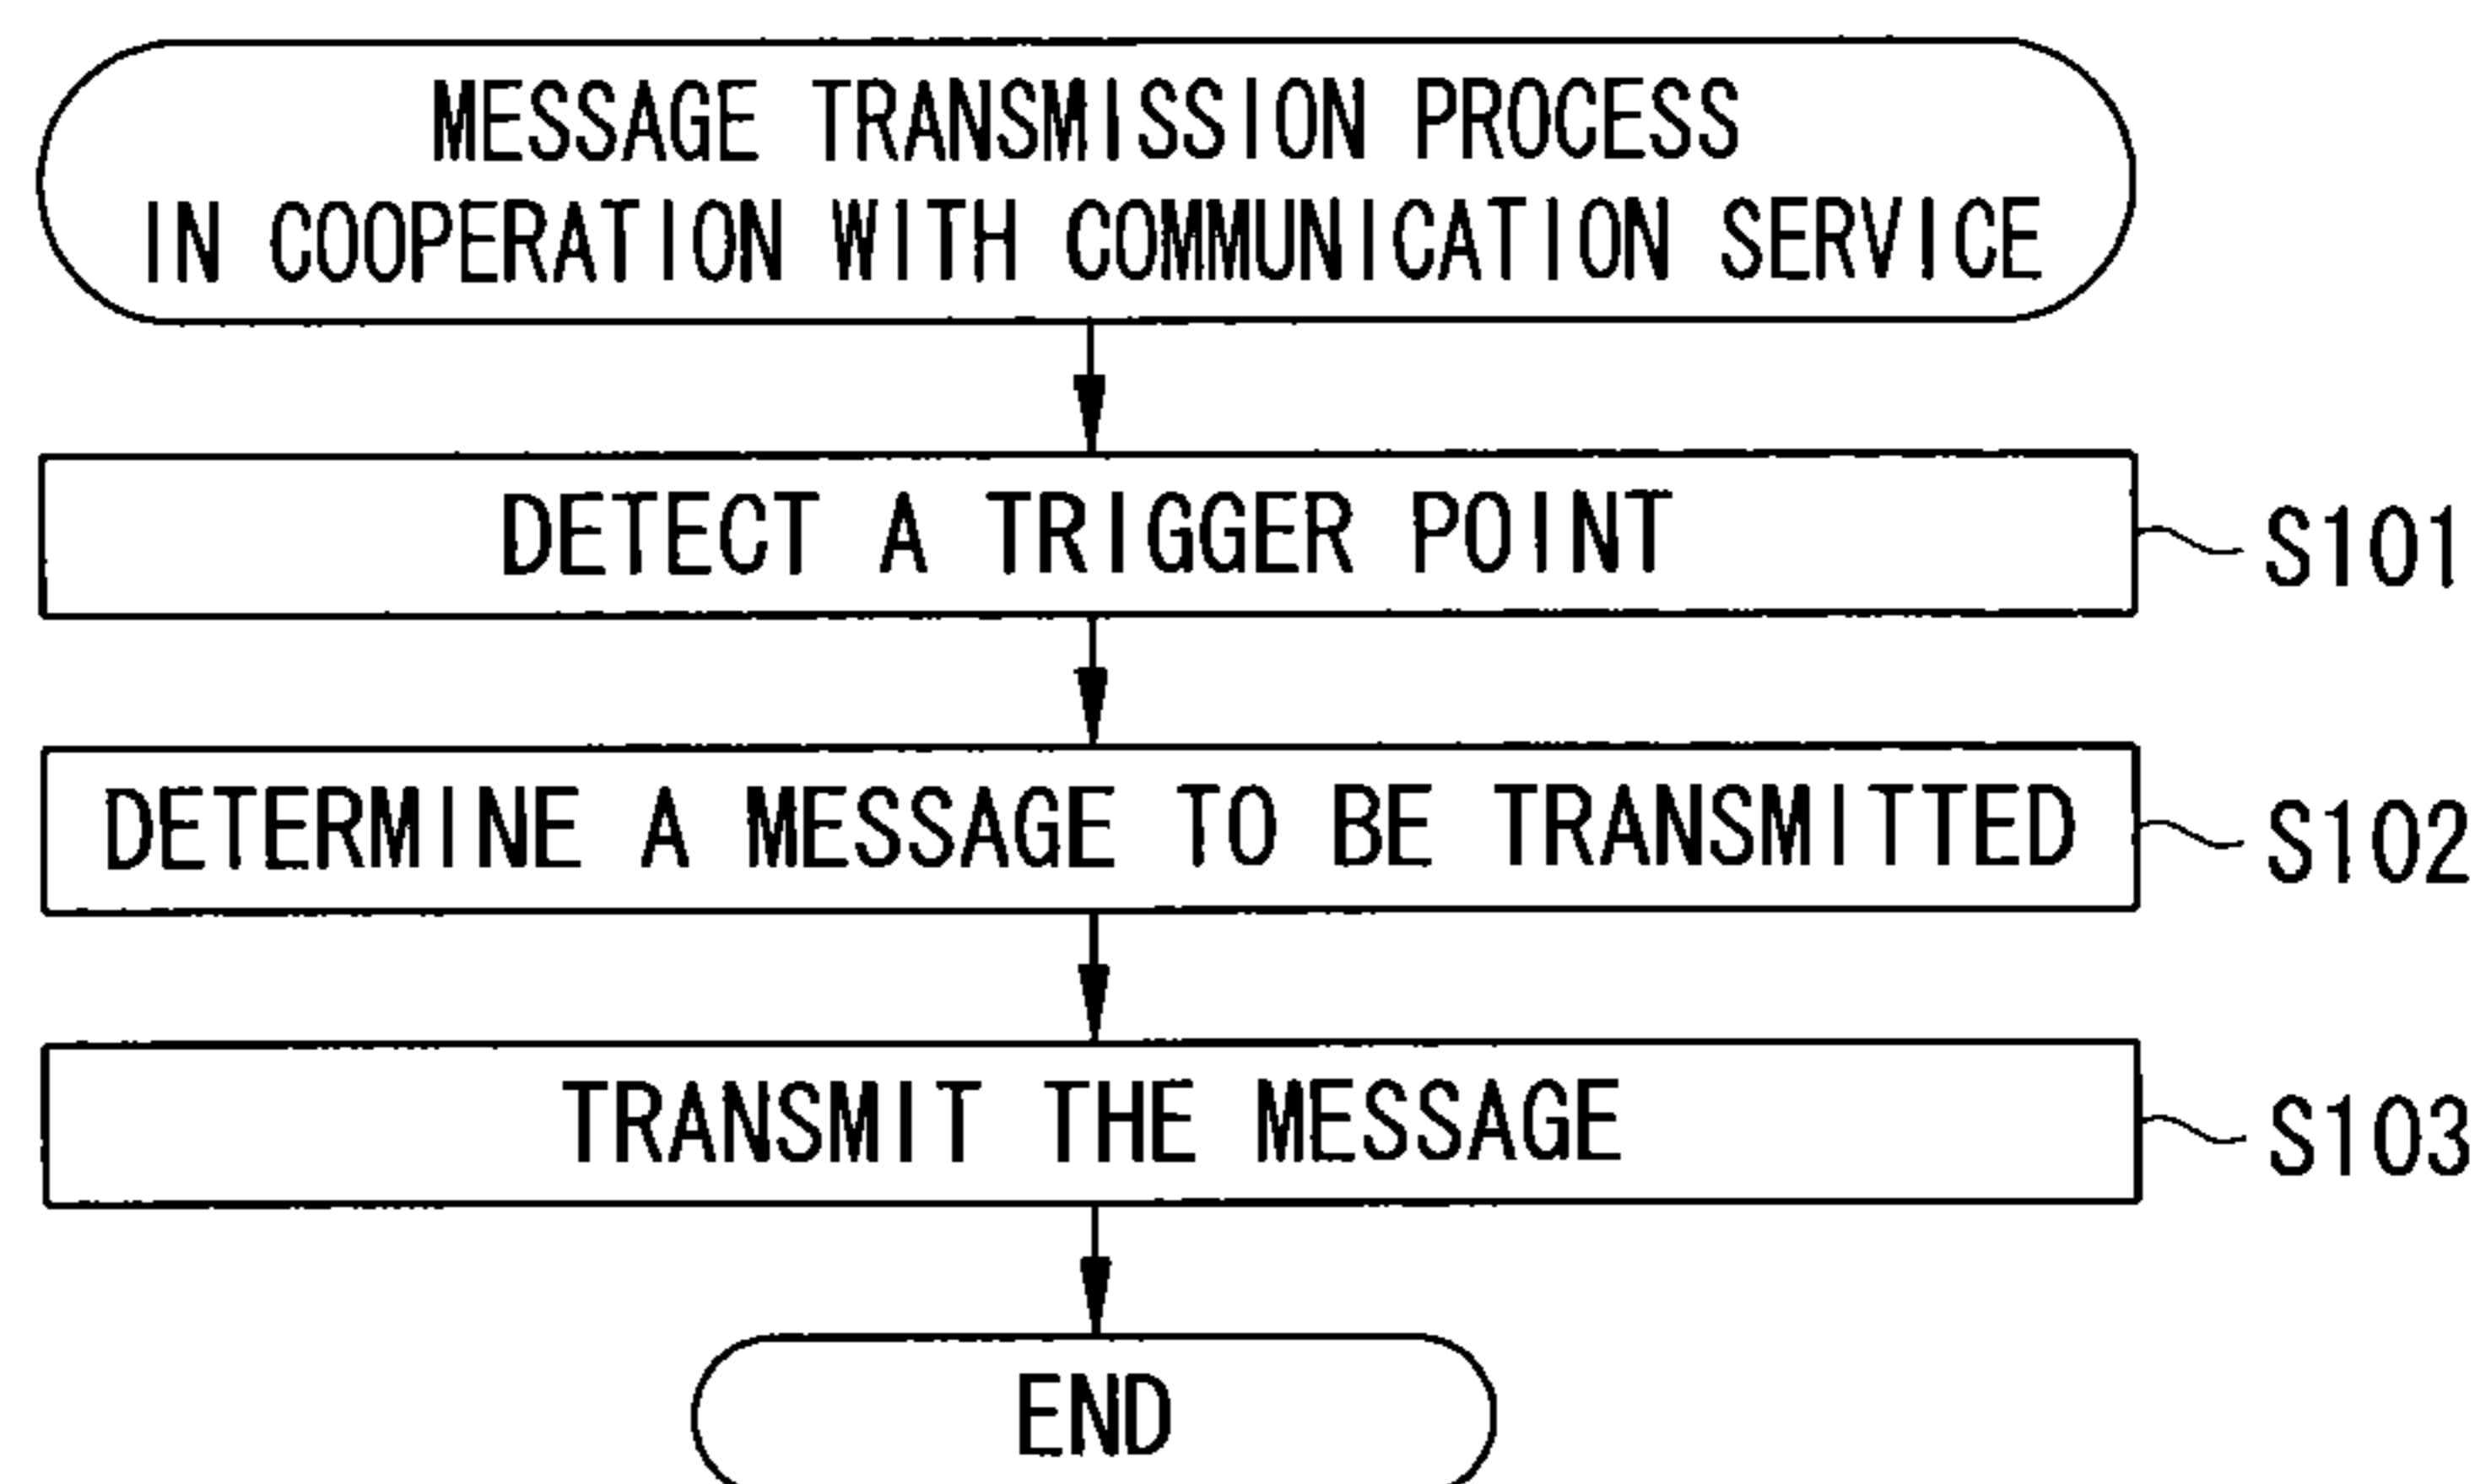 MESSAGE TRANSMISSION PROCESS
IN COOPERATION WITH COMMUNICATION SERVICE
DETECT A TRIGGER POINT
S101
DETERMINE A MESSAGE TO BE TRANSMITTED
S102
TRANSMIT THE MESSAGE
S103
END